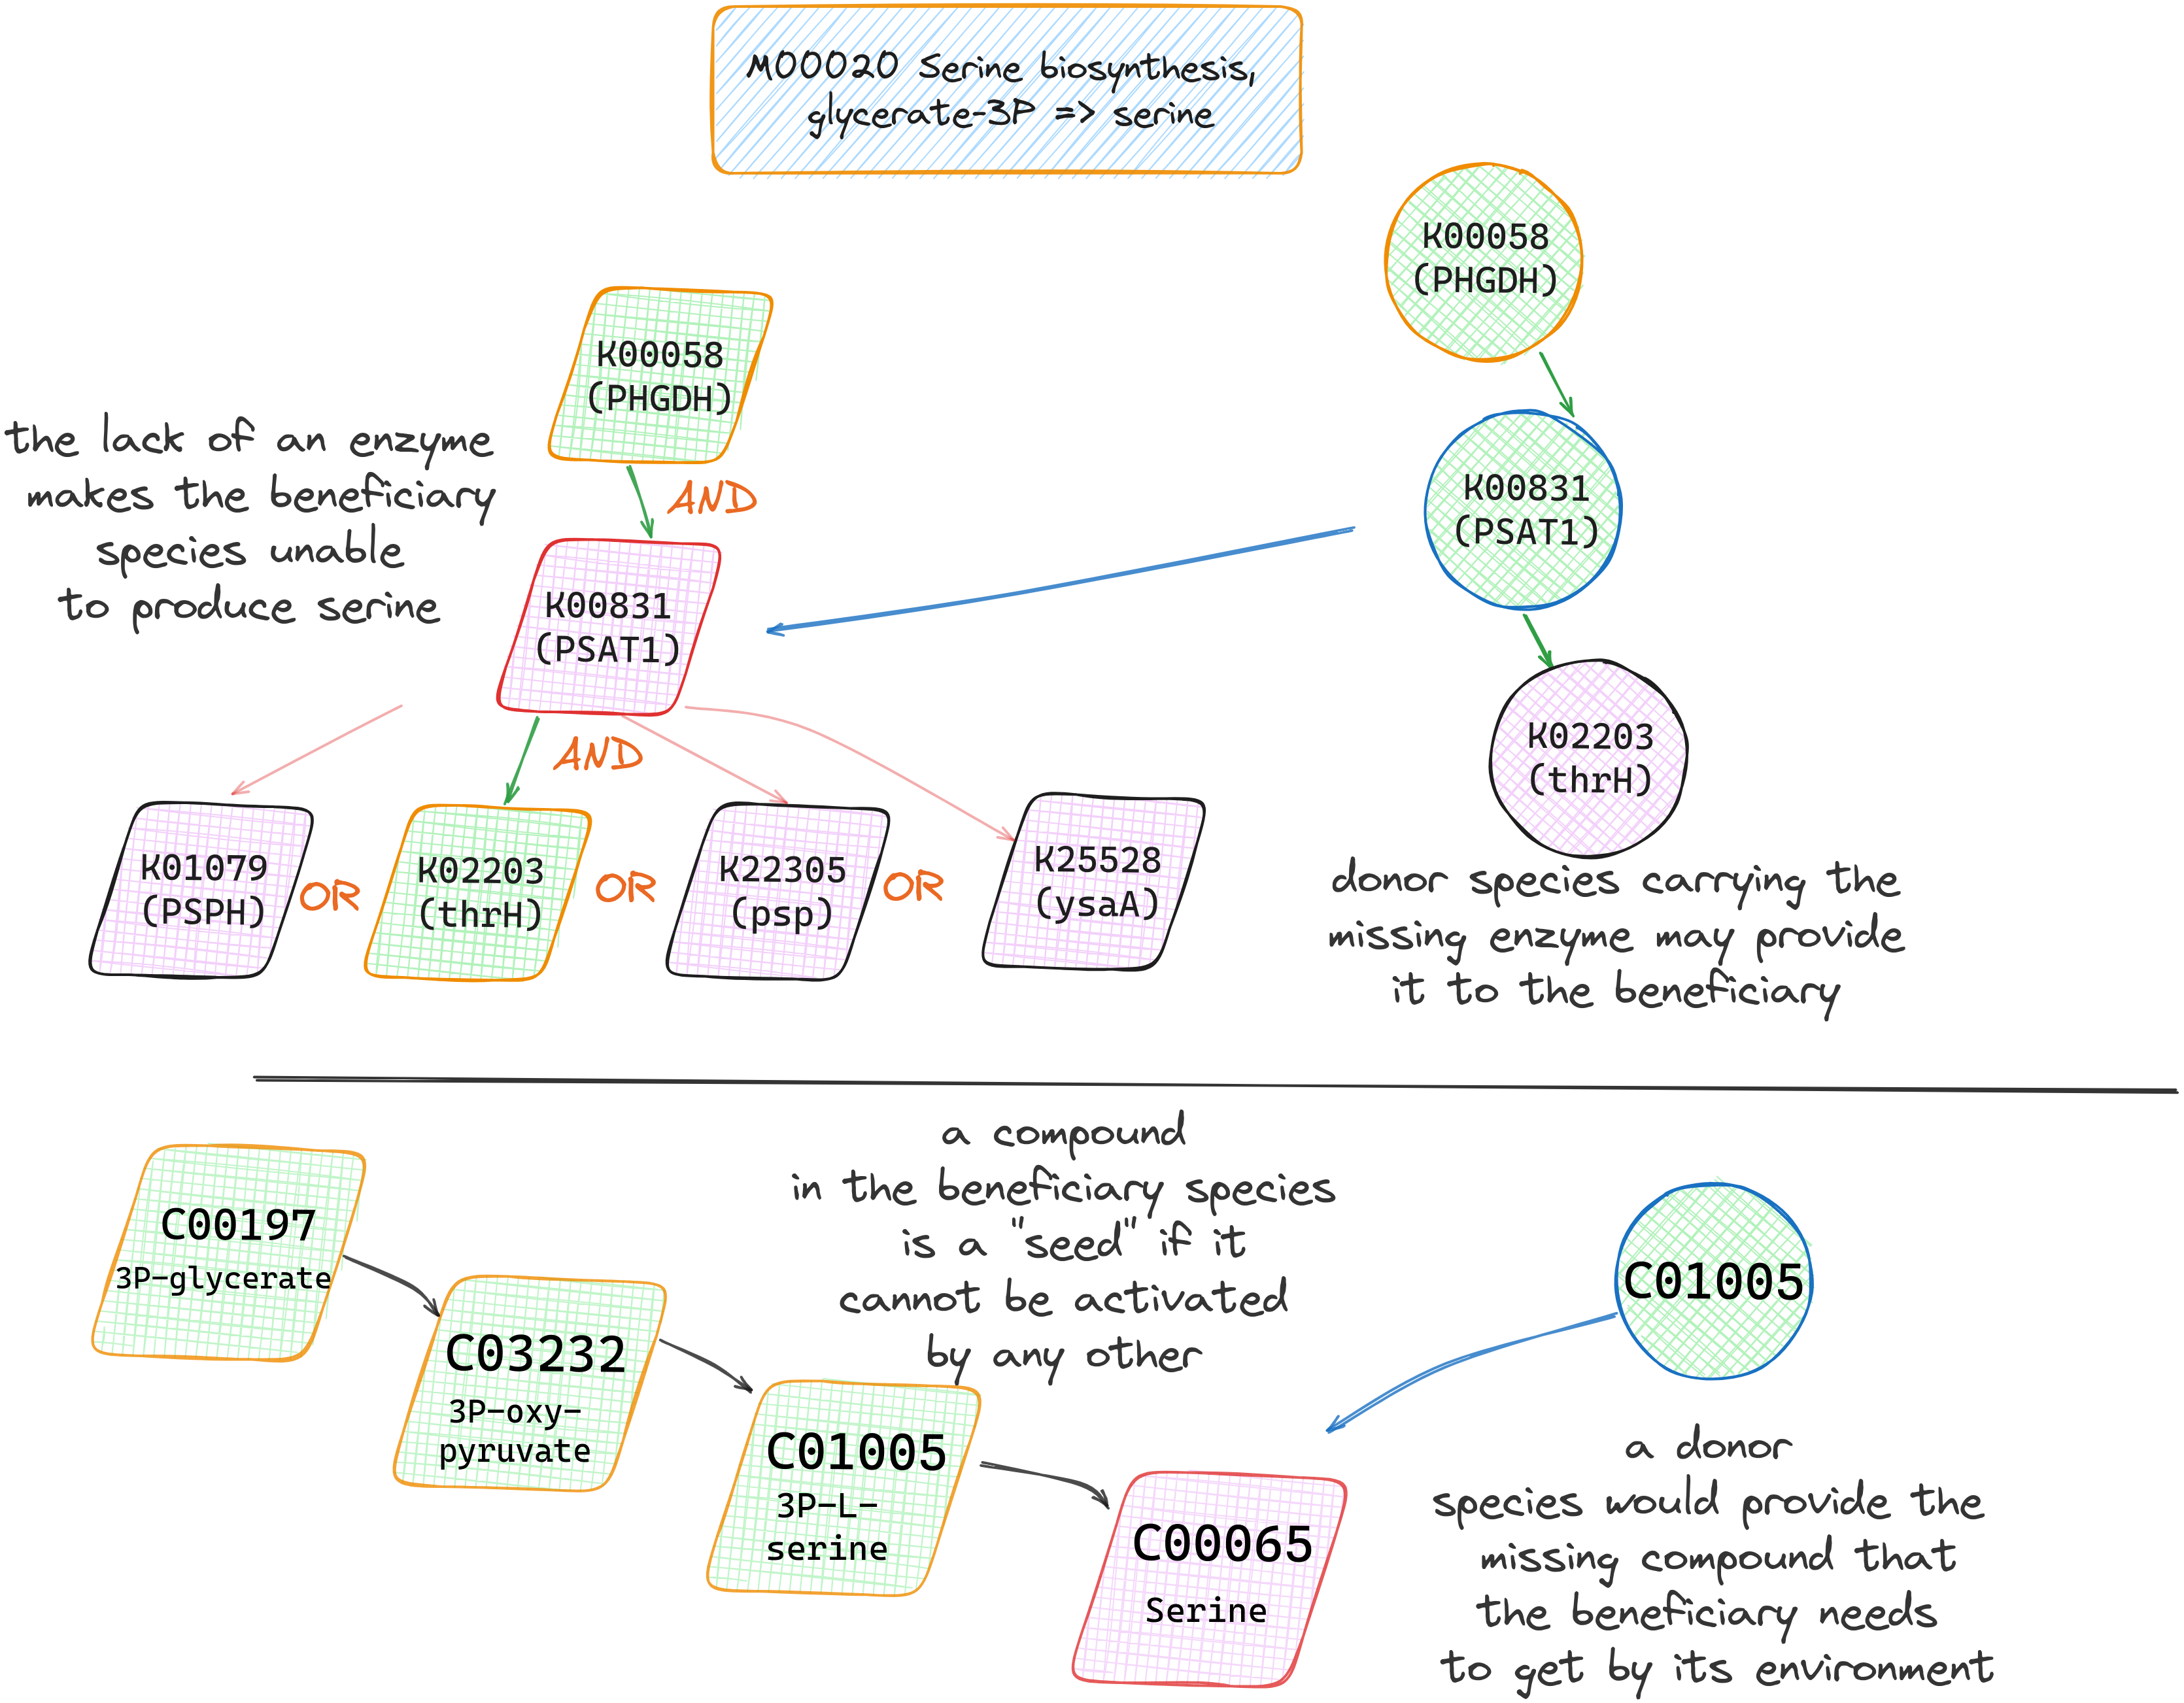 M00020 Serine biosynthesis,
glycerate-3P => serine
K00058
(PHGDH)
K00831
(PSAT1)
K02203
(thrH)
donor species carrying the
missing enzyme may provide
it to the beneficiary
the lack of an enzyme
makes the beneficiary
species unable
to produce serine
K00058
(PHGDH)
AND
K00831
(PSAT1)
AND
K01079
(PSPH)
OR
K02203
(thrH)
OR
K22305
(psp)
OR
K25528
(ysaA)
C00197
3P-glycerate
C03232
3P-oxy-
pyruvate
C01005
3P-L-
serine
C00065
Serine
a compound
in the beneficiary species
is a "seed" if it
cannot be activated
by any other
C01005
a donor
species would provide the
missing compound that
the beneficiary needs
to get by its environment